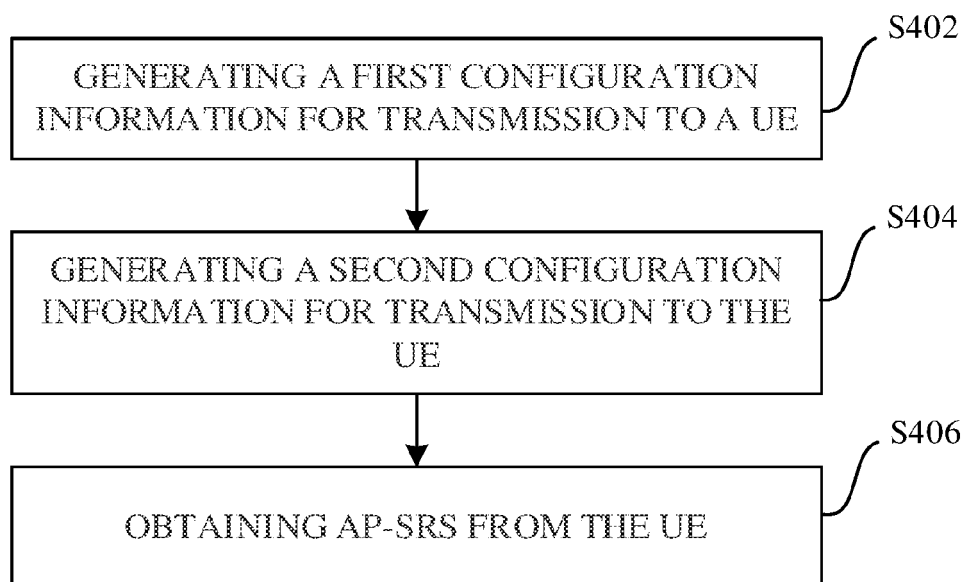 S402
GENERATING A FIRST CONFIGURATION
INFORMATION FOR TRANSMISSION TO A UE
S404
GENERATING A SECOND CONFIGURATION
INFORMATION FOR TRANSMISSION TO THE
UE
S406
OBTAINING AP-SRS FROM THE UE